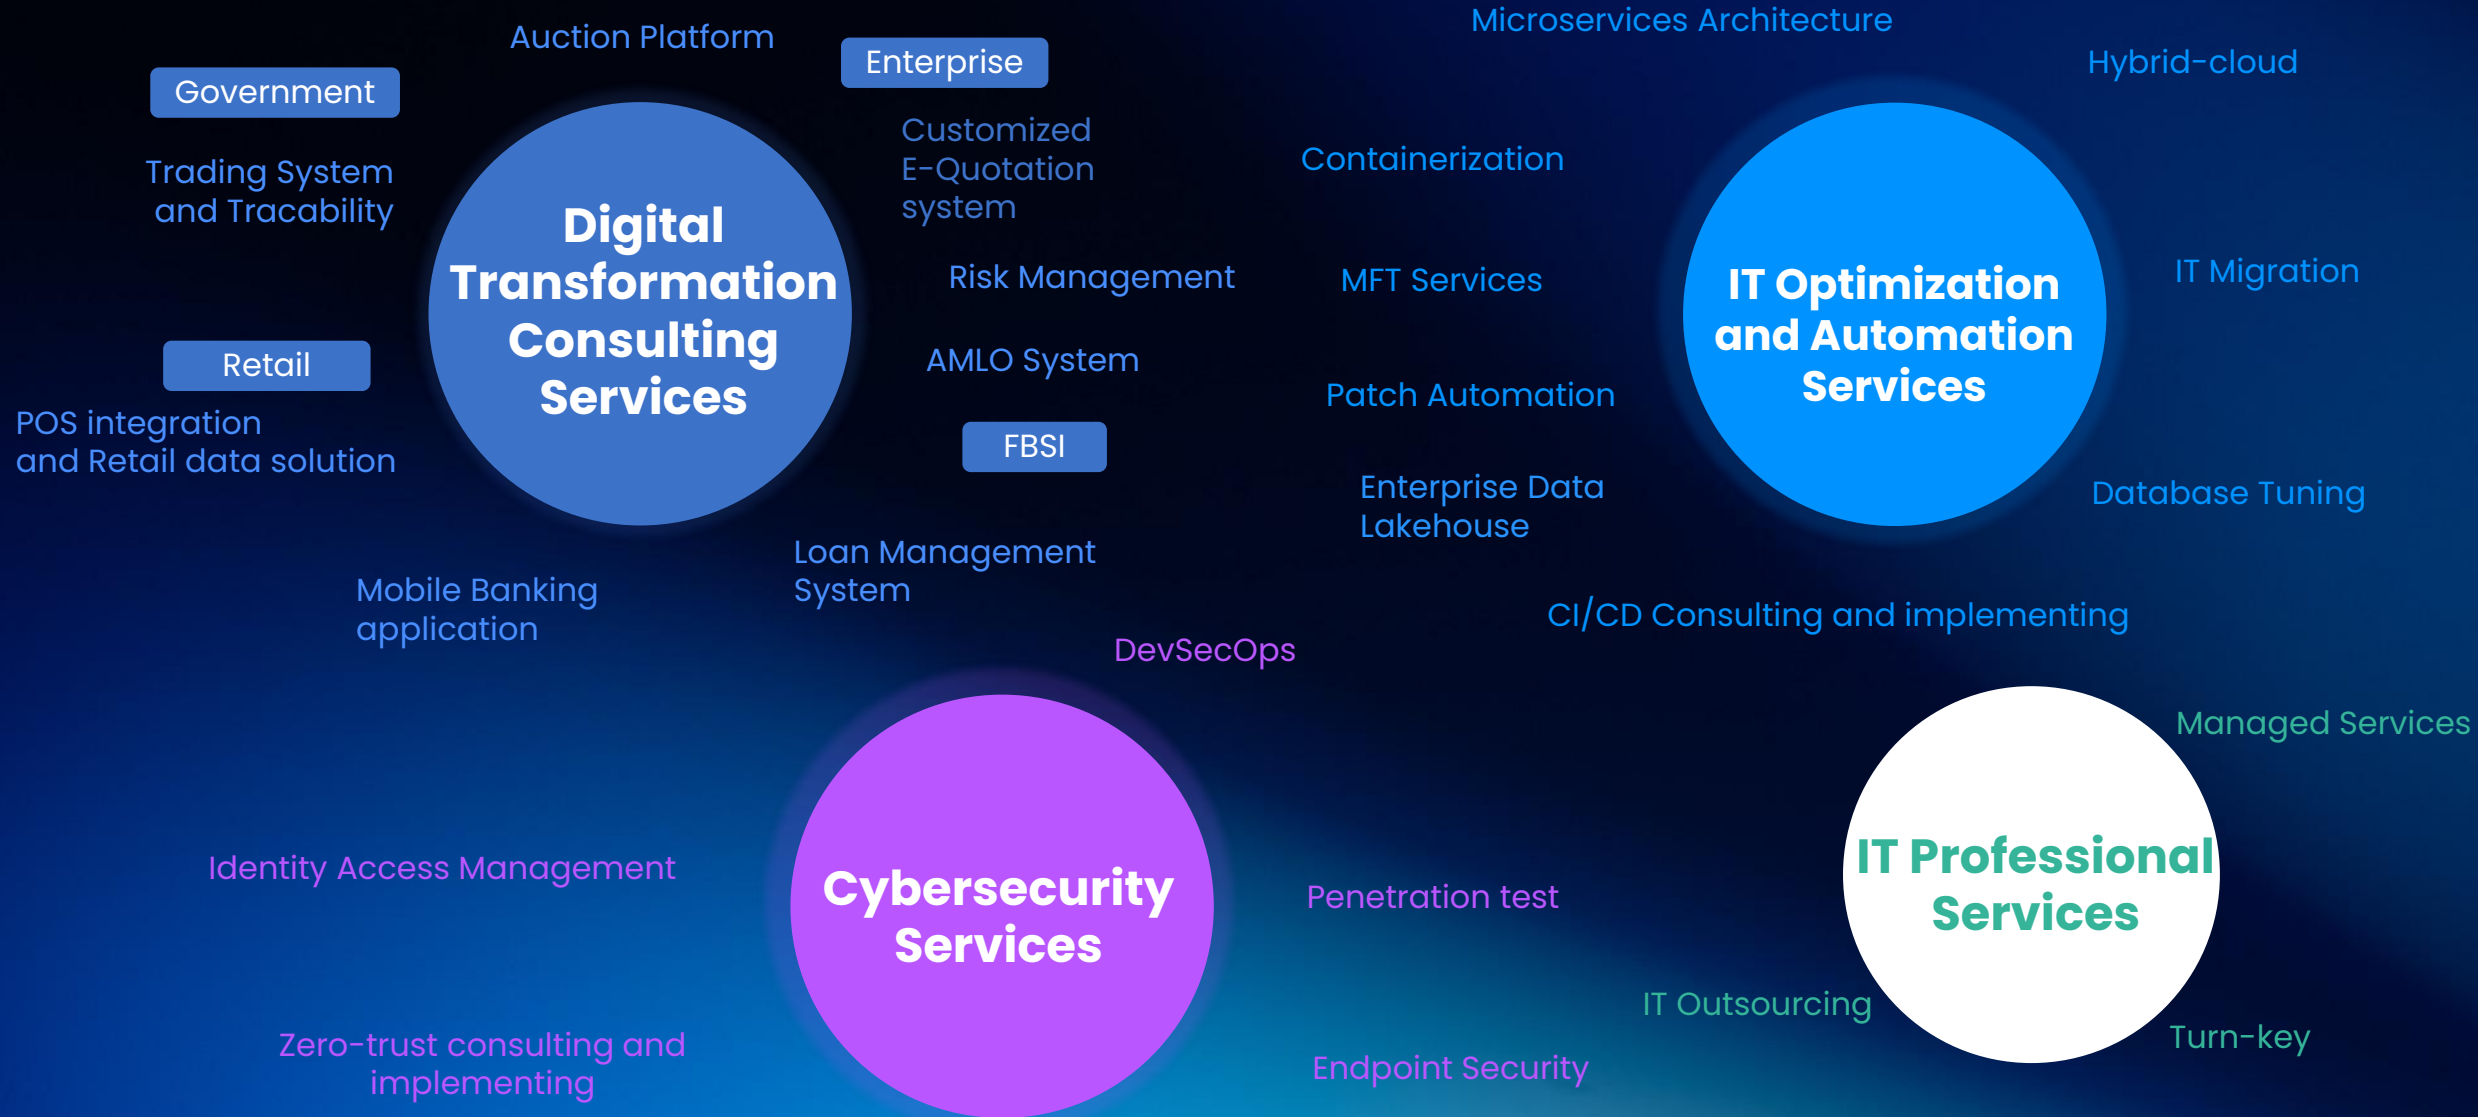 Auction Platform
Government
Enterprise
Trading System
and Tracability
Customized
E-Quotation
system
Digital
Transformation
Consulting
Services
Risk Management
AMLO System
Retail
POS integration
and Retail data solution
FBSI
Loan Management
System
Mobile Banking
application
Microservices Architecture
Hybrid-cloud
Containerization
MFT Services
IT Optimization
and Automation
Services
IT Migration
Patch Automation
Enterprise Data
Lakehouse
Database Tuning
CI/CD Consulting and implementing
DevSecOps
Identity Access Management
Cybersecurity
Services
Penetration test
Zero-trust consulting and
implementing
Endpoint Security
Managed Services
IT Professional
Services
IT Outsourcing
Turn-key